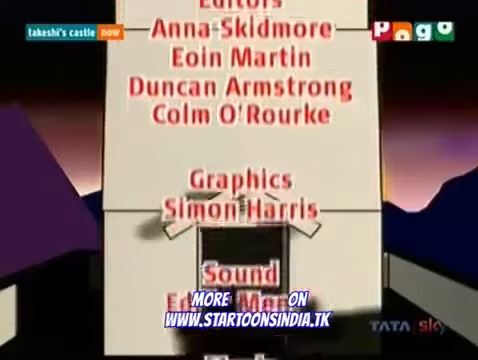 Editors
takeshi's castle now
Anna Skidmore
pogo
Eoin Martin
Duncan Armstrong
Colm O'Rourke
Graphics
Simon Harris
Sound
MORE ON
WWW.STARTOONSINDIA.TK
TATA sky